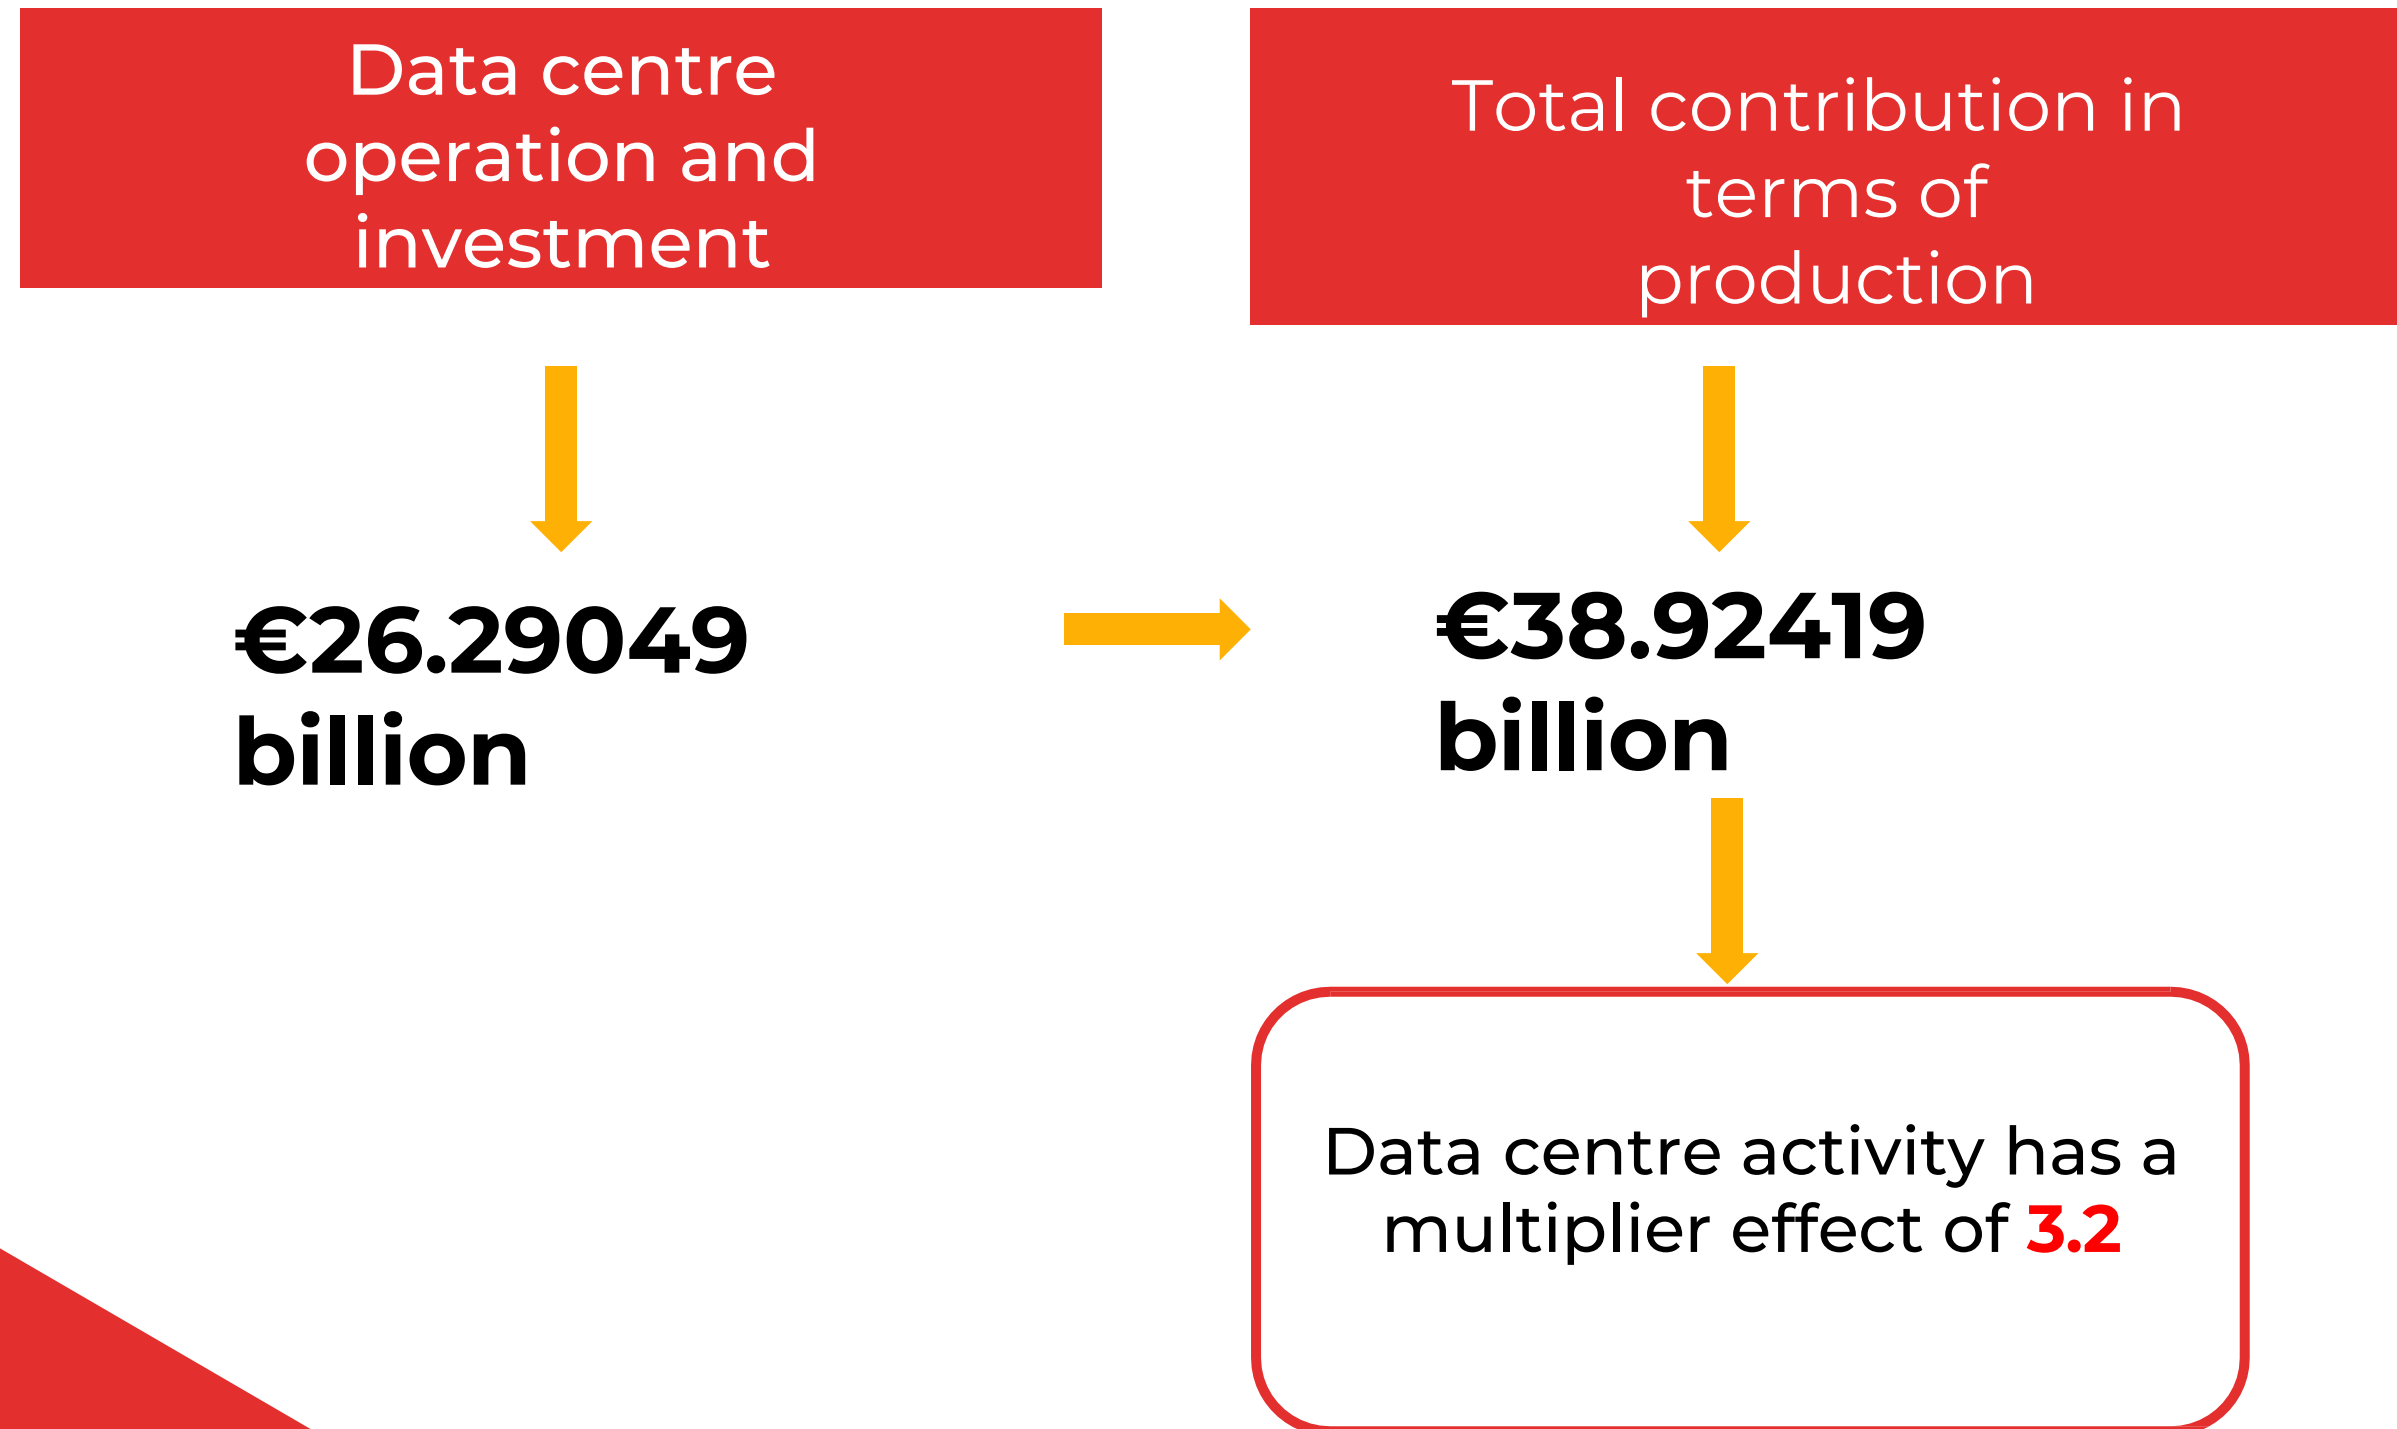 Data centre
operation and
investment
Total contribution in
terms of
production
€26.29049
billion
€38.92419
billion
Data centre activity has a
multiplier effect of 3.2